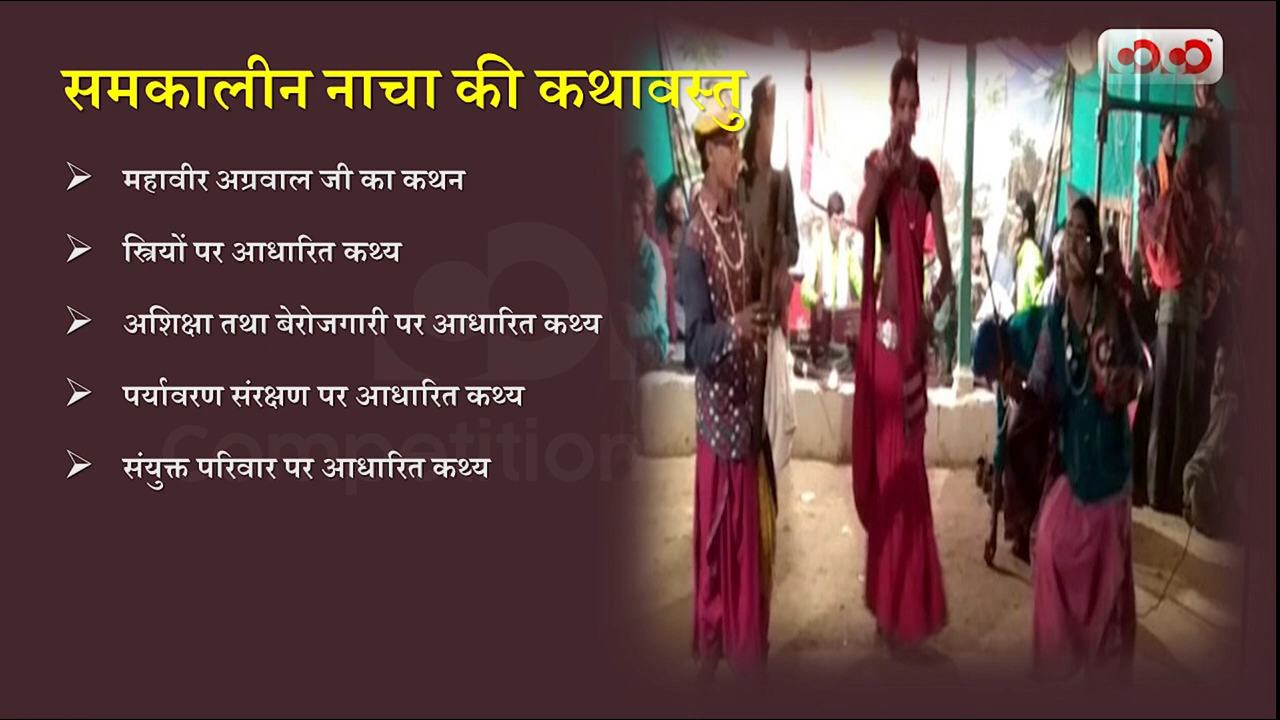 समकालीन नाचा की कथावस्तु
महावीर अग्रवाल जी का कथन
स्त्रियों पर आधारित कथ्य
अशिक्षा तथा बेरोजगारी पर आधारित कथ्य
पर्यावरण संरक्षण पर आधारित कथ्य
संयुक्त परिवार पर आधारित कथ्य
Competition